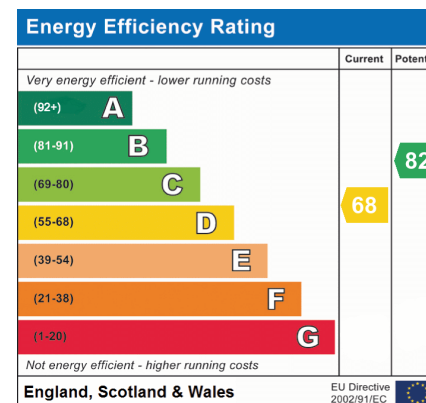 Energy Efficiency Rating
Current
Very energy efficient - lower running costs
(92+) A
(81-91) B
82
(69-80) C
(55-68) D 68
(39-54) E
(21-38) F
(1-20) G
Not energy efficient - higher running costs
England, Scotland & Wales
EU Directive
2002/91/EC